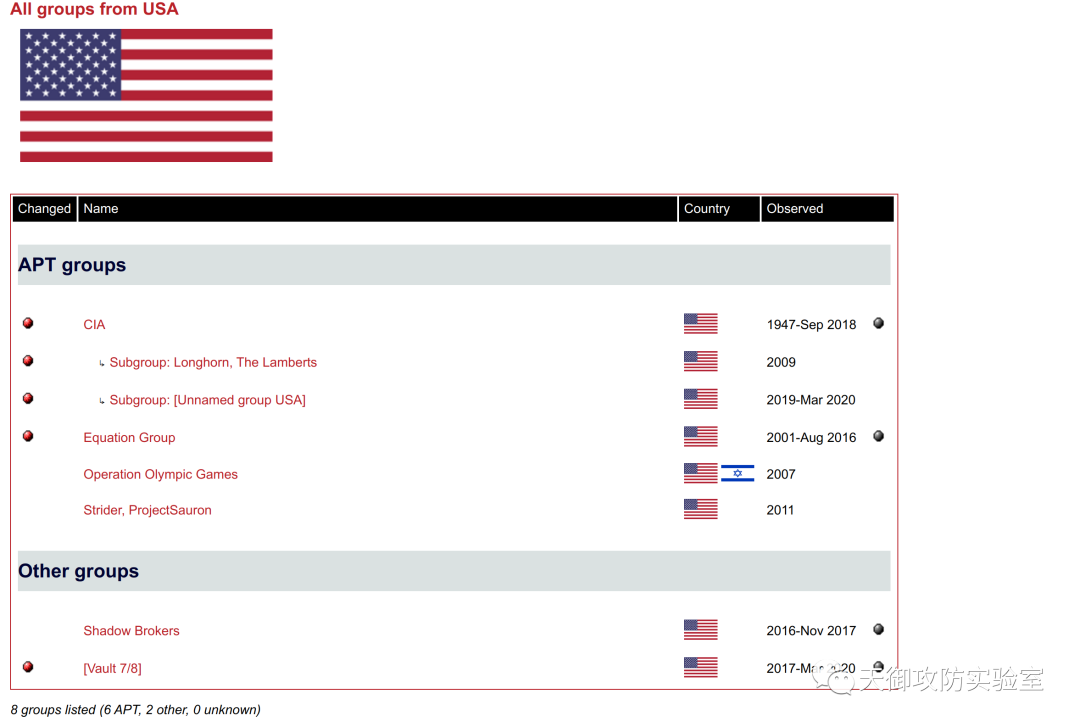 All groups from USA
Changed Name Country Observed
APT groups
CIA 1947-Sep 2018
↳ Subgroup: Longhorn, The Lamberts 2009
↳ Subgroup: [Unnamed group USA] 2019-Mar 2020
Equation Group 2001-Aug 2016
Operation Olympic Games 2007
Strider, ProjectSauron 2011
Other groups
Shadow Brokers 2016-Nov 2017
[Vault 7/8] 2017-Mar 2020
天御攻防实验室
8 groups listed (6 APT, 2 other, 0 unknown)